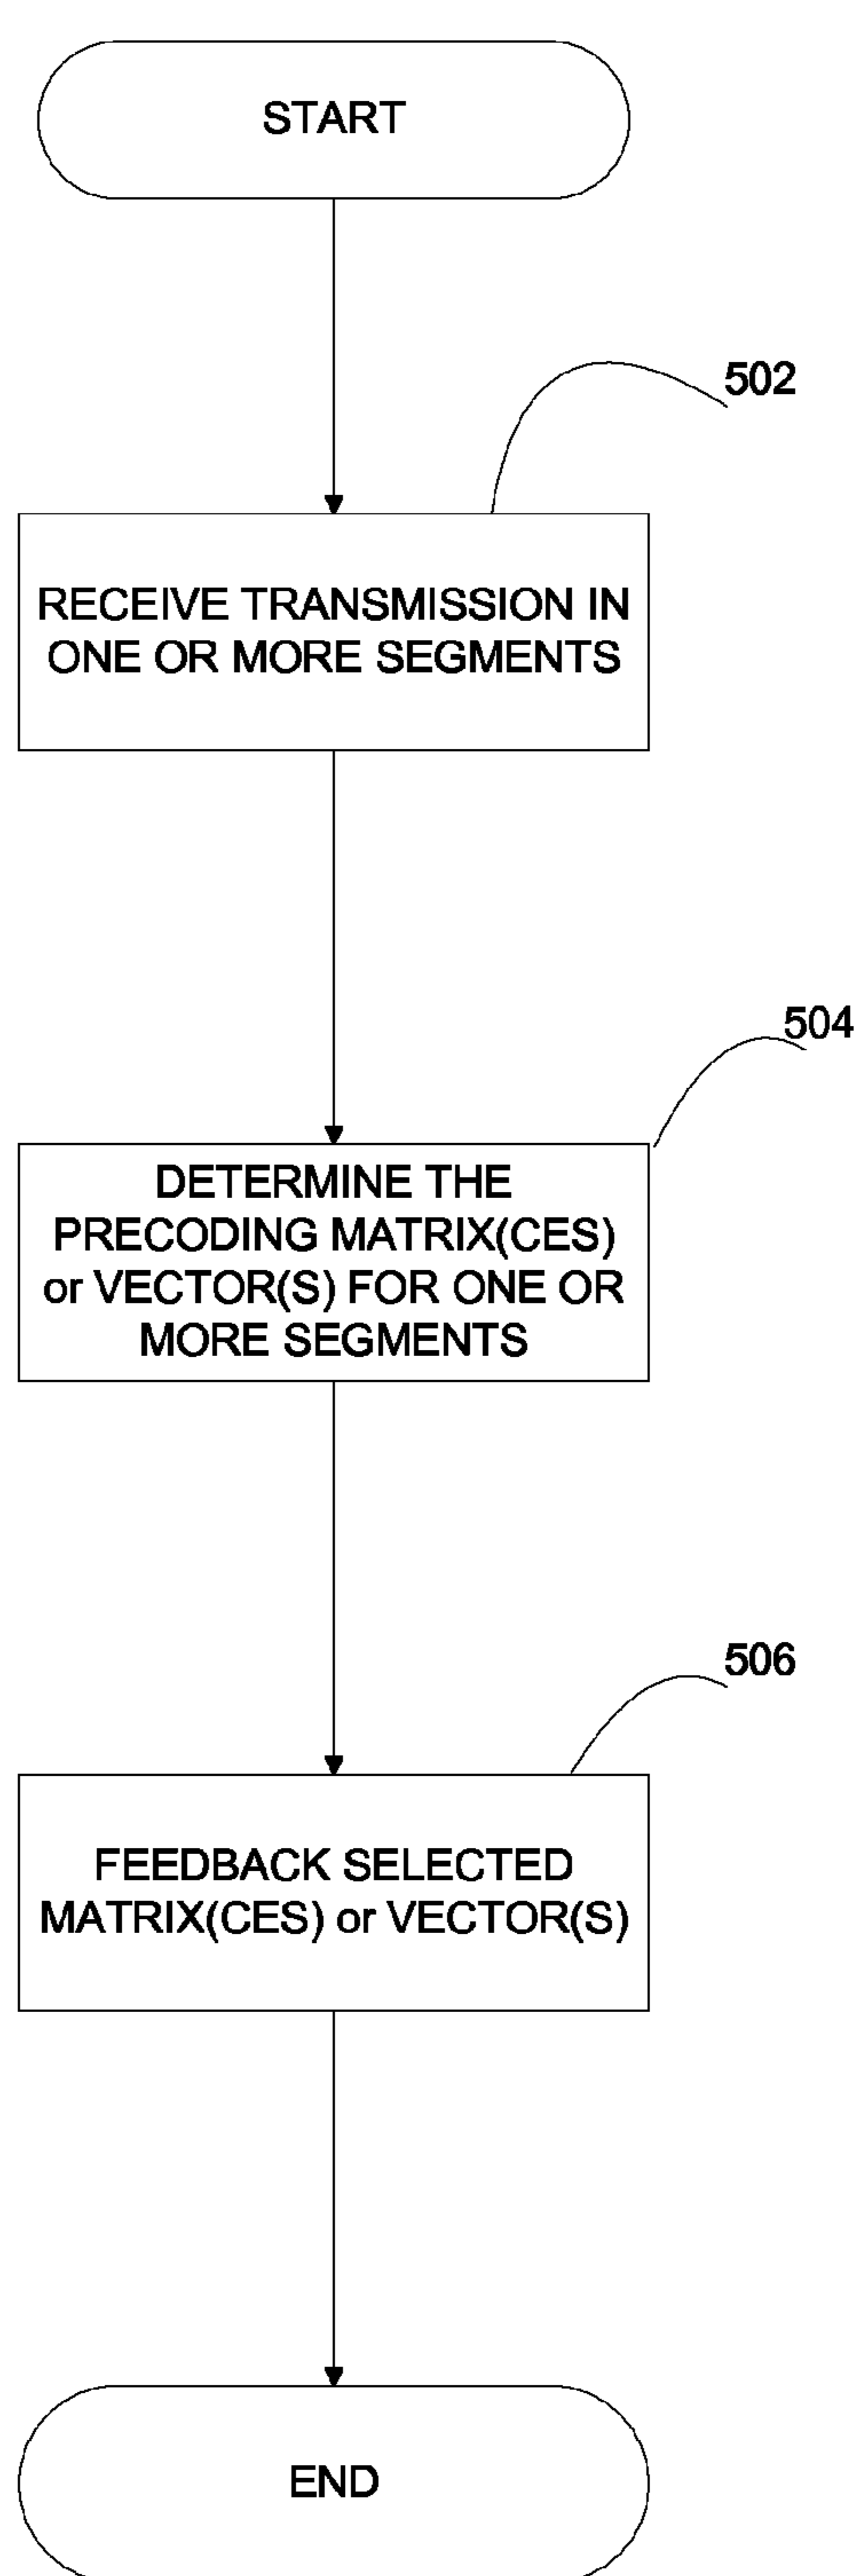 START
502
RECEIVE TRANSMISSION IN
ONE OR MORE SEGMENTS
504
DETERMINE THE
PRECODING MATRIX(CES)
or VECTOR(S) FOR ONE OR
MORE SEGMENTS
506
FEEDBACK SELECTED
MATRIX(CES) or VECTOR(S)
END